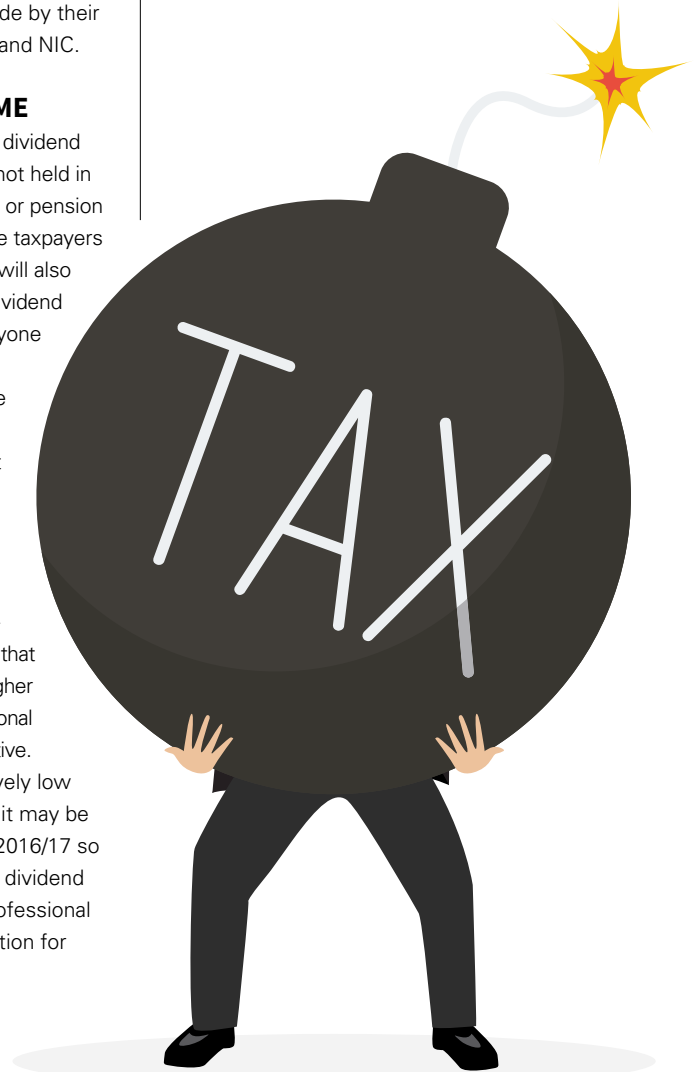 de by their
and NIC.
ME
dividend
not held in
or pension
e taxpayers
will also
vidend
yone
e
that
gher
onal
tive.
vely low
it may be
2016/17 so
dividend
ofessional
tion for
TAX